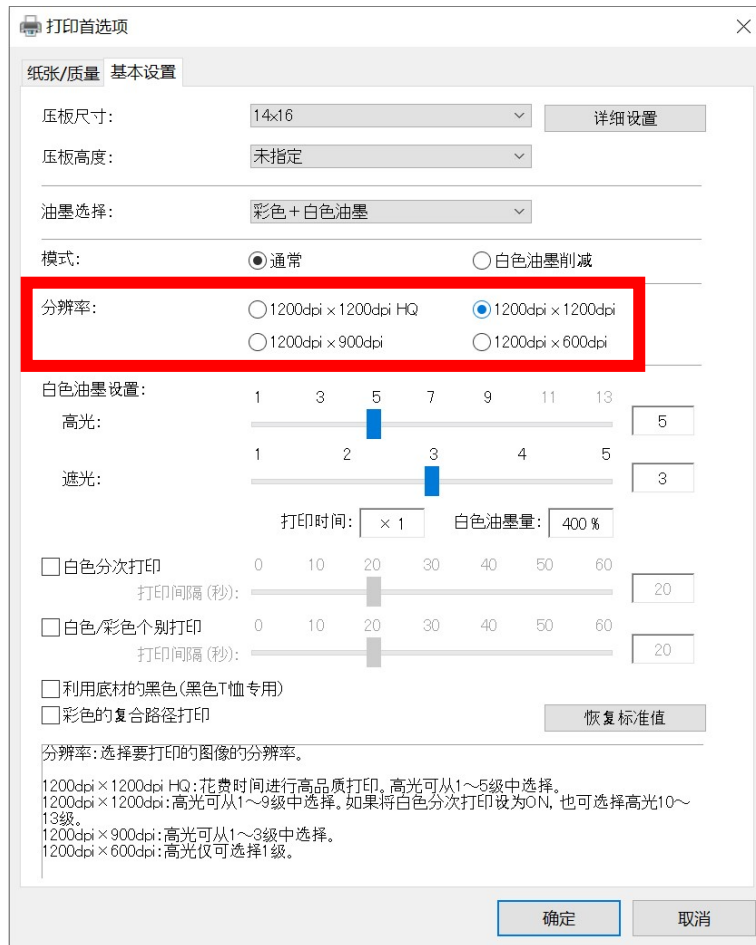 打印首选项
纸张/质量 基本设置
压板尺寸: 14x16 详细设置
压板高度: 未指定
油墨选择: 彩色+白色油墨
模式: 通常 白色油墨削减
分辨率: 1200dpi × 1200dpi HQ 1200dpi × 1200dpi
1200dpi × 900dpi 1200dpi × 600dpi
白色油墨设置: 1 3 5 7 9 11 13
高光: 5
1 2 3 4 5
遮光: 3
打印时间: × 1 白色油墨量: 400 %
白色分次打印 0 10 20 30 40 50 60
打印间隔(秒): 20
白色/彩色个别打印 0 10 20 30 40 50 60
打印间隔(秒): 20
利用底材的黑色(黑色T恤专用)
彩色的复合路径打印 恢复标准值
分辨率:选择要打印的图像的分辨率。
1200dpi×1200dpi HQ:花费时间进行高品质打印。高光可从1～5级中选择。
1200dpi×1200dpi:高光可从1～9级中选择。如果将白色分次打印设为ON, 也可选择高光10～
13级。
1200dpi×900dpi:高光可从1～3级中选择。
1200dpi×600dpi:高光仅可选择1级。
确定 取消